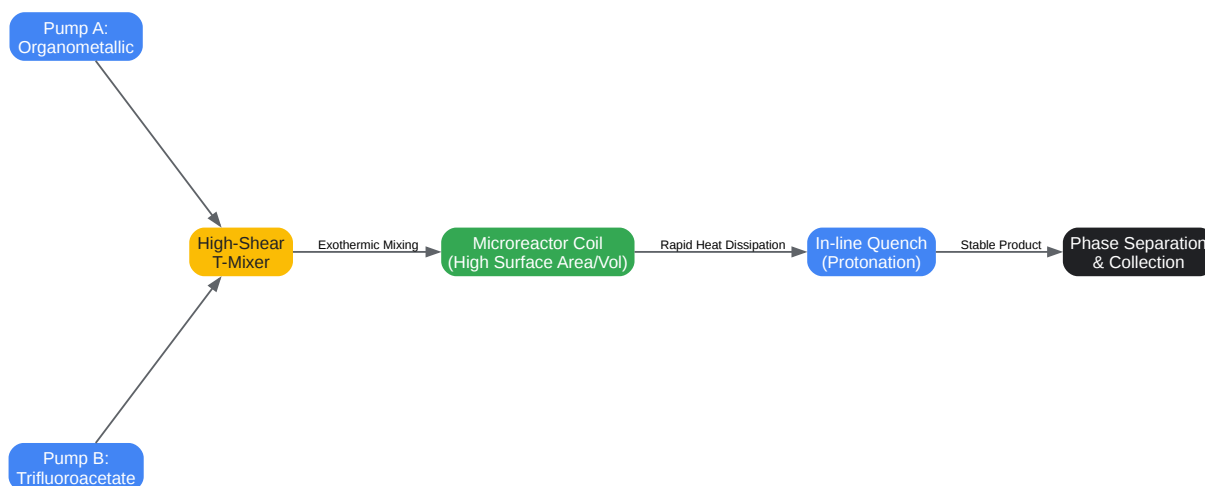 Pump A:
Organometallic
High-Shear
T-Mixer
Exothermic Mixing
Microreactor Coil
(High Surface Area/Vol)
Rapid Heat Dissipation
In-line Quench
(Protonation)
Stable Product
Phase Separation
& Collection
Pump B:
Trifluoroacetate